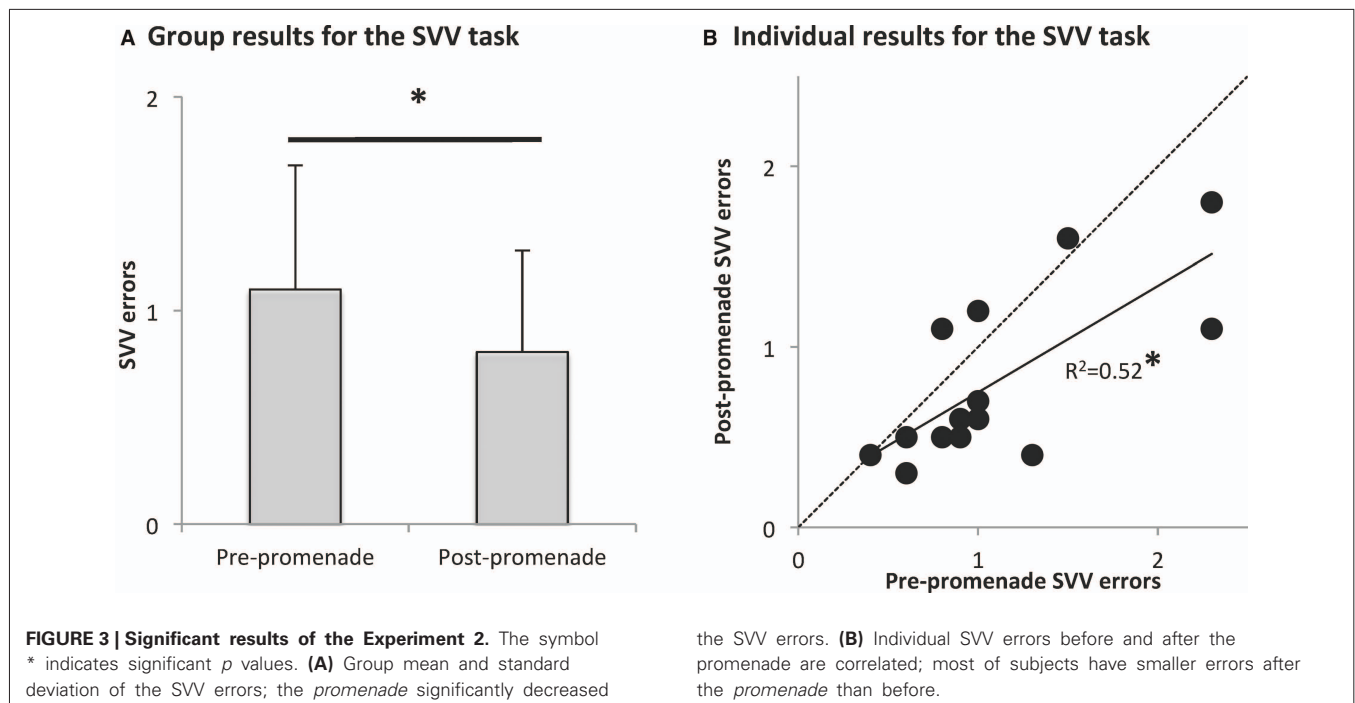 A Group results for the SVV task
2
*
1
0
SVV errors
Pre-promenade
Post-promenade
B Individual results for the SVV task
2
1
0
Post-promenade SVV errors
R²=0.52*
0
1
2
Pre-promenade SVV errors
FIGURE 3 | Significant results of the Experiment 2. The symbol
* indicates significant p values. (A) Group mean and standard
deviation of the SVV errors; the promenade significantly decreased
the SVV errors. (B) Individual SVV errors before and after the
promenade are correlated; most of subjects have smaller errors after
the promenade than before.